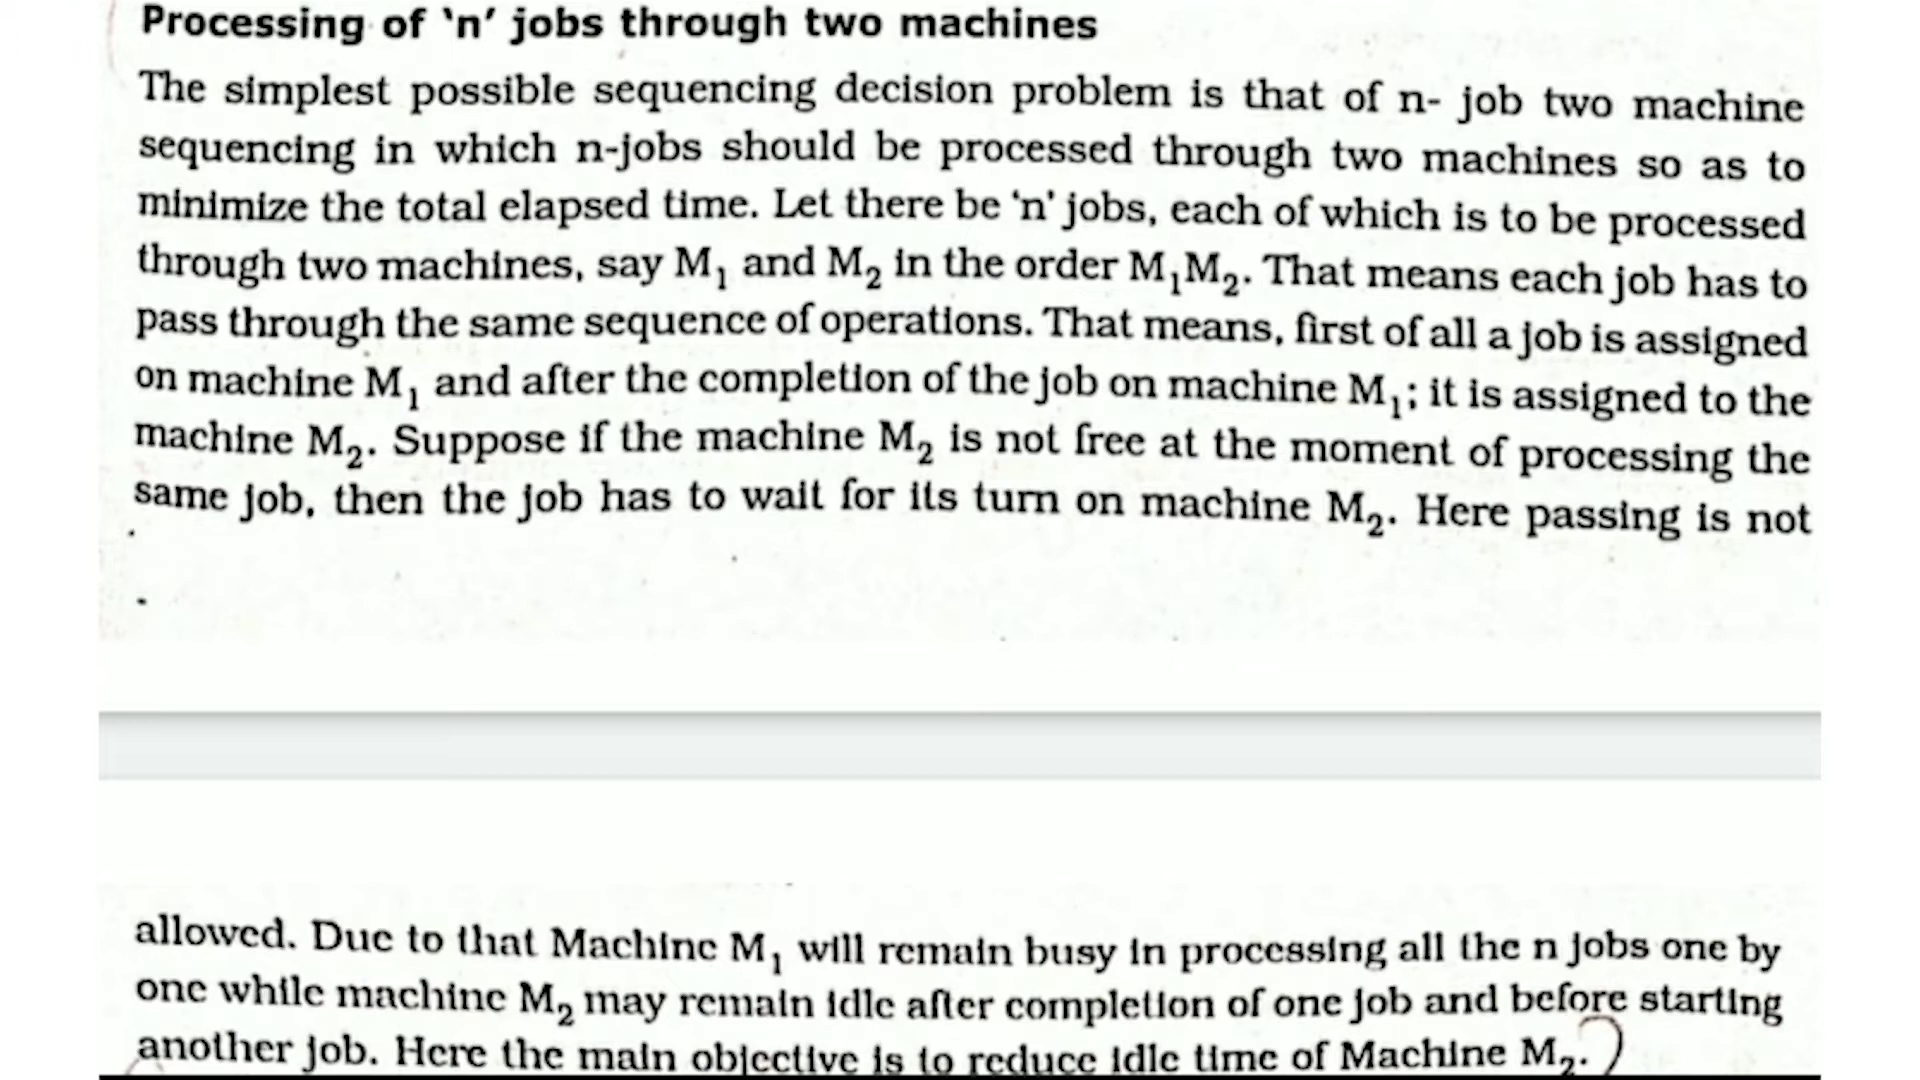 Processing of ‘n’ jobs through two machines
The simplest possible sequencing decision problem is that of n- job two machine
sequencing in which n-jobs should be processed through two machines so as to
minimize the total elapsed time. Let there be ‘n’ jobs, each of which is to be processed
through two machines, say M₁ and M₂ in the order M₁M₂. That means each job has to
pass through the same sequence of operations. That means, first of all a job is assigned
on machine M₁ and after the completion of the job on machine M₁; it is assigned to the
machine M₂. Suppose if the machine M₂ is not free at the moment of processing the
same job, then the job has to wait for its turn on machine M₂. Here passing is not
allowed. Due to that Machine M₁ will remain busy in processing all the n jobs one by
one while machine M₂ may remain idle after completion of one job and before starting
another job. Here the main objective is to reduce idle time of Machine M₂.